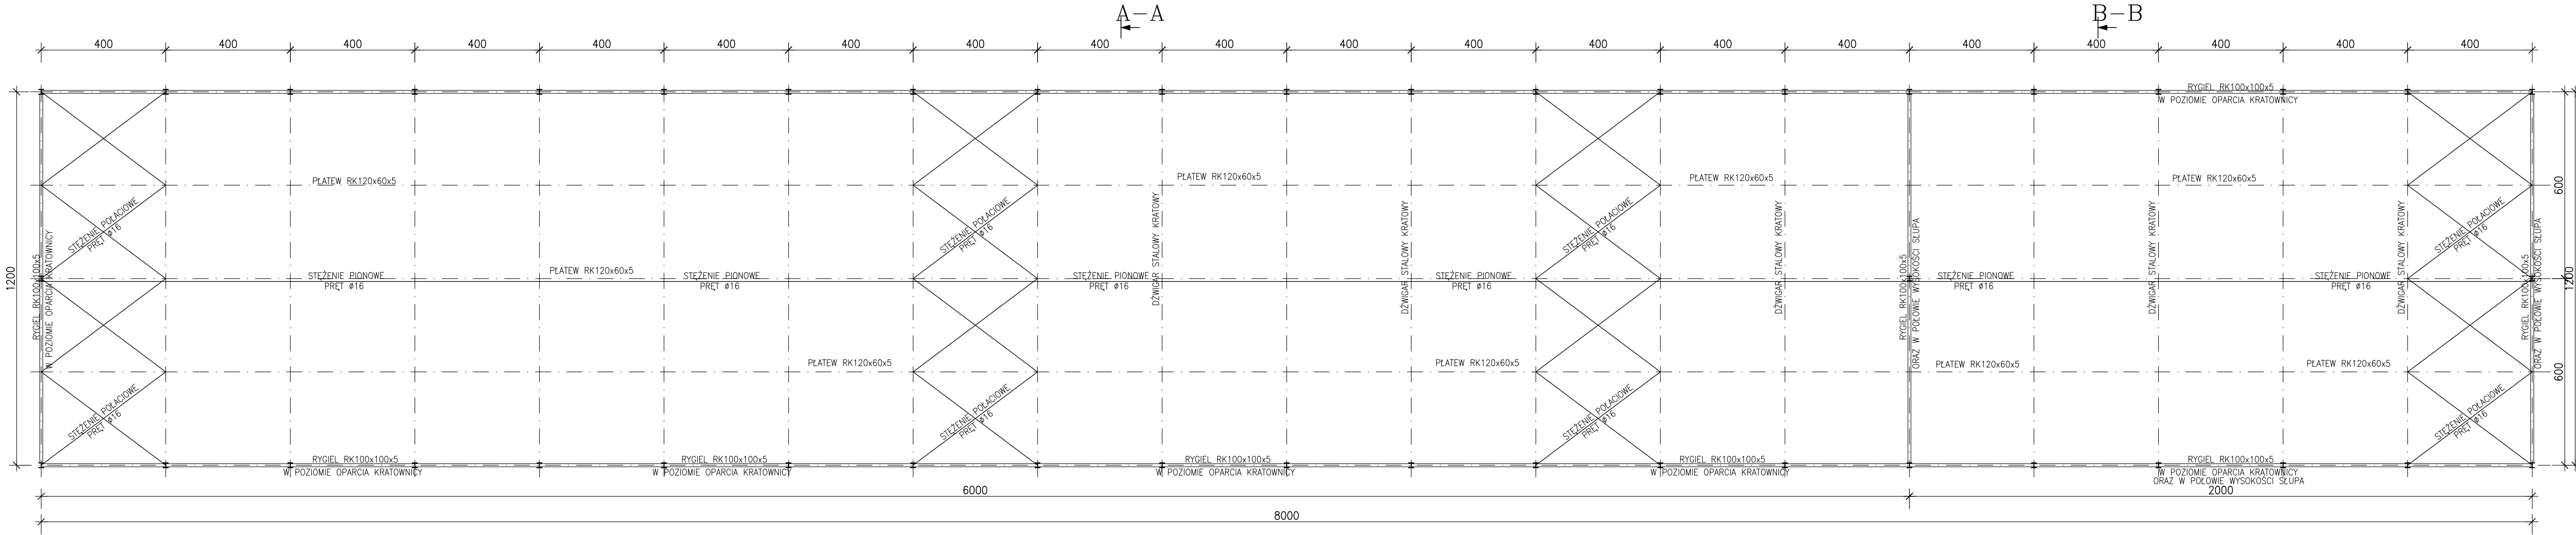 A-A
B-B
400 400 400 400 400 400 400 400 400 400 400 400 400 400 400 400 400 400 400 400
RYGIEL RK100x100x5
W POZIOMIE OPARCIA KRATOWNICY
PŁATEW RK120x60x5
PŁATEW RK120x60x5
PŁATEW RK120x60x5
PŁATEW RK120x60x5
600
STĘŻENIE POŁACIOWE
PRĘT ø16
STĘŻENIE POŁACIOWE
PRĘT ø16
STĘŻENIE POŁACIOWE
PRĘT ø16
STĘŻENIE POŁACIOWE
PRĘT ø16
1200
RYGIEL RK100x100x5
W POZIOMIE OPARCIA KRATOWNICY
DŹWIGAR STALOWY KRATOWY
DŹWIGAR STALOWY KRATOWY
DŹWIGAR STALOWY KRATOWY
RYGIEL RK100x100x5
ORAZ W POŁOWIE WYSOKOŚCI SŁUPA
DŹWIGAR STALOWY KRATOWY
DŹWIGAR STALOWY KRATOWY
RYGIEL RK100x100x5
ORAZ W POŁOWIE WYSOKOŚCI SŁUPA
1200
STĘŻENIE PIONOWE
PRĘT ø16
PŁATEW RK120x60x5
STĘŻENIE PIONOWE
PRĘT ø16
STĘŻENIE PIONOWE
PRĘT ø16
STĘŻENIE PIONOWE
PRĘT ø16
STĘŻENIE PIONOWE
PRĘT ø16
STĘŻENIE PIONOWE
PRĘT ø16
PŁATEW RK120x60x5
PŁATEW RK120x60x5
PŁATEW RK120x60x5
PŁATEW RK120x60x5
600
STĘŻENIE POŁACIOWE
PRĘT ø16
STĘŻENIE POŁACIOWE
PRĘT ø16
STĘŻENIE POŁACIOWE
PRĘT ø16
STĘŻENIE POŁACIOWE
PRĘT ø16
RYGIEL RK100x100x5
W POZIOMIE OPARCIA KRATOWNICY
RYGIEL RK100x100x5
W POZIOMIE OPARCIA KRATOWNICY
RYGIEL RK100x100x5
W POZIOMIE OPARCIA KRATOWNICY
RYGIEL RK100x100x5
W POZIOMIE OPARCIA KRATOWNICY
RYGIEL RK100x100x5
W POZIOMIE OPARCIA KRATOWNICY
ORAZ W POŁOWIE WYSOKOŚCI SŁUPA
6000
2000
8000